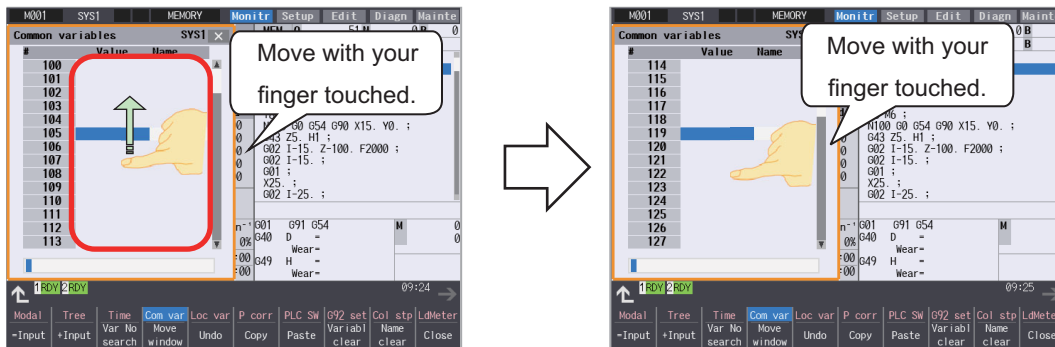 M001 SYS1 MEMORY Monitr Setup Edit Diagn Mainte
Common variables SYS1
# Value Name
Move with your
finger touched.
100
101
102
103
104
105
106
107
108
109
110
111
112
113
G0 G54 G90 X15. Y0. ;
G43 Z5. H1 ;
G02 I-15. Z-100. F2000 ;
G02 I-15. ;
G01 ;
X25. ;
G02 I-25. ;
G01 G91 G54 M 0
0% G40 D - 0
Wear-
:00 G49 H -
:00 Wear-
1RDY 2RDY 09:24
Modal Tree Time Com var Loc var P corr PLC SW G92 set Col stp LdMeter
=Input +Input Var No search Move window Undo Copy Paste Variabl clear Name clear Close
M001 SYS1 MEMORY Monitr Setup Edit Diagn Maint
Common variables
# Value Name
Move with your
finger touched.
114
115
116
117
118
119
120
121
122
123
124
125
126
127
M6 ;
N100 G0 G54 G90 X15. Y0. ;
G43 Z5. H1 ;
G02 I-15. Z-100. F2000 ;
G02 I-15. ;
G01 ;
X25. ;
G02 I-25. ;
G01 G91 G54 M
0% G40 D -
Wear-
:00 G49 H -
:00 Wear-
1RDY 2RDY 09:25
Modal Tree Time Com var Loc var P corr PLC SW G92 set Col stp LdMete
=Input +Input Var No search Move window Undo Copy Paste Variabl clear Name clear Close